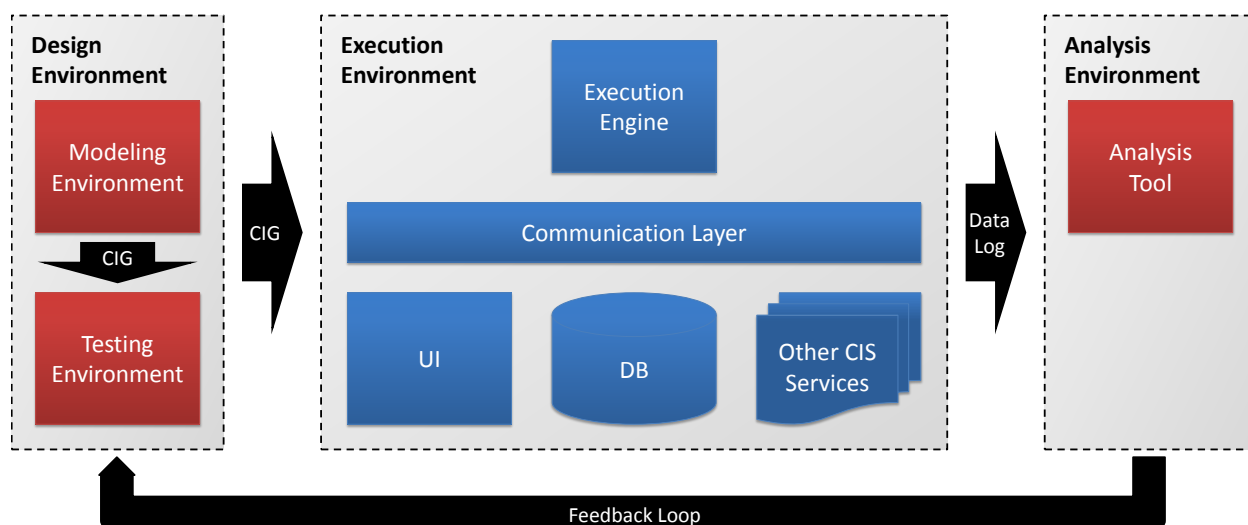 Design
Environment
Modeling
Environment
CIG
Testing
Environment
CIG
Execution
Environment
Execution
Engine
Communication Layer
UI
DB
Other CIS
Services
Data
Log
Analysis
Environment
Analysis
Tool
Feedback Loop